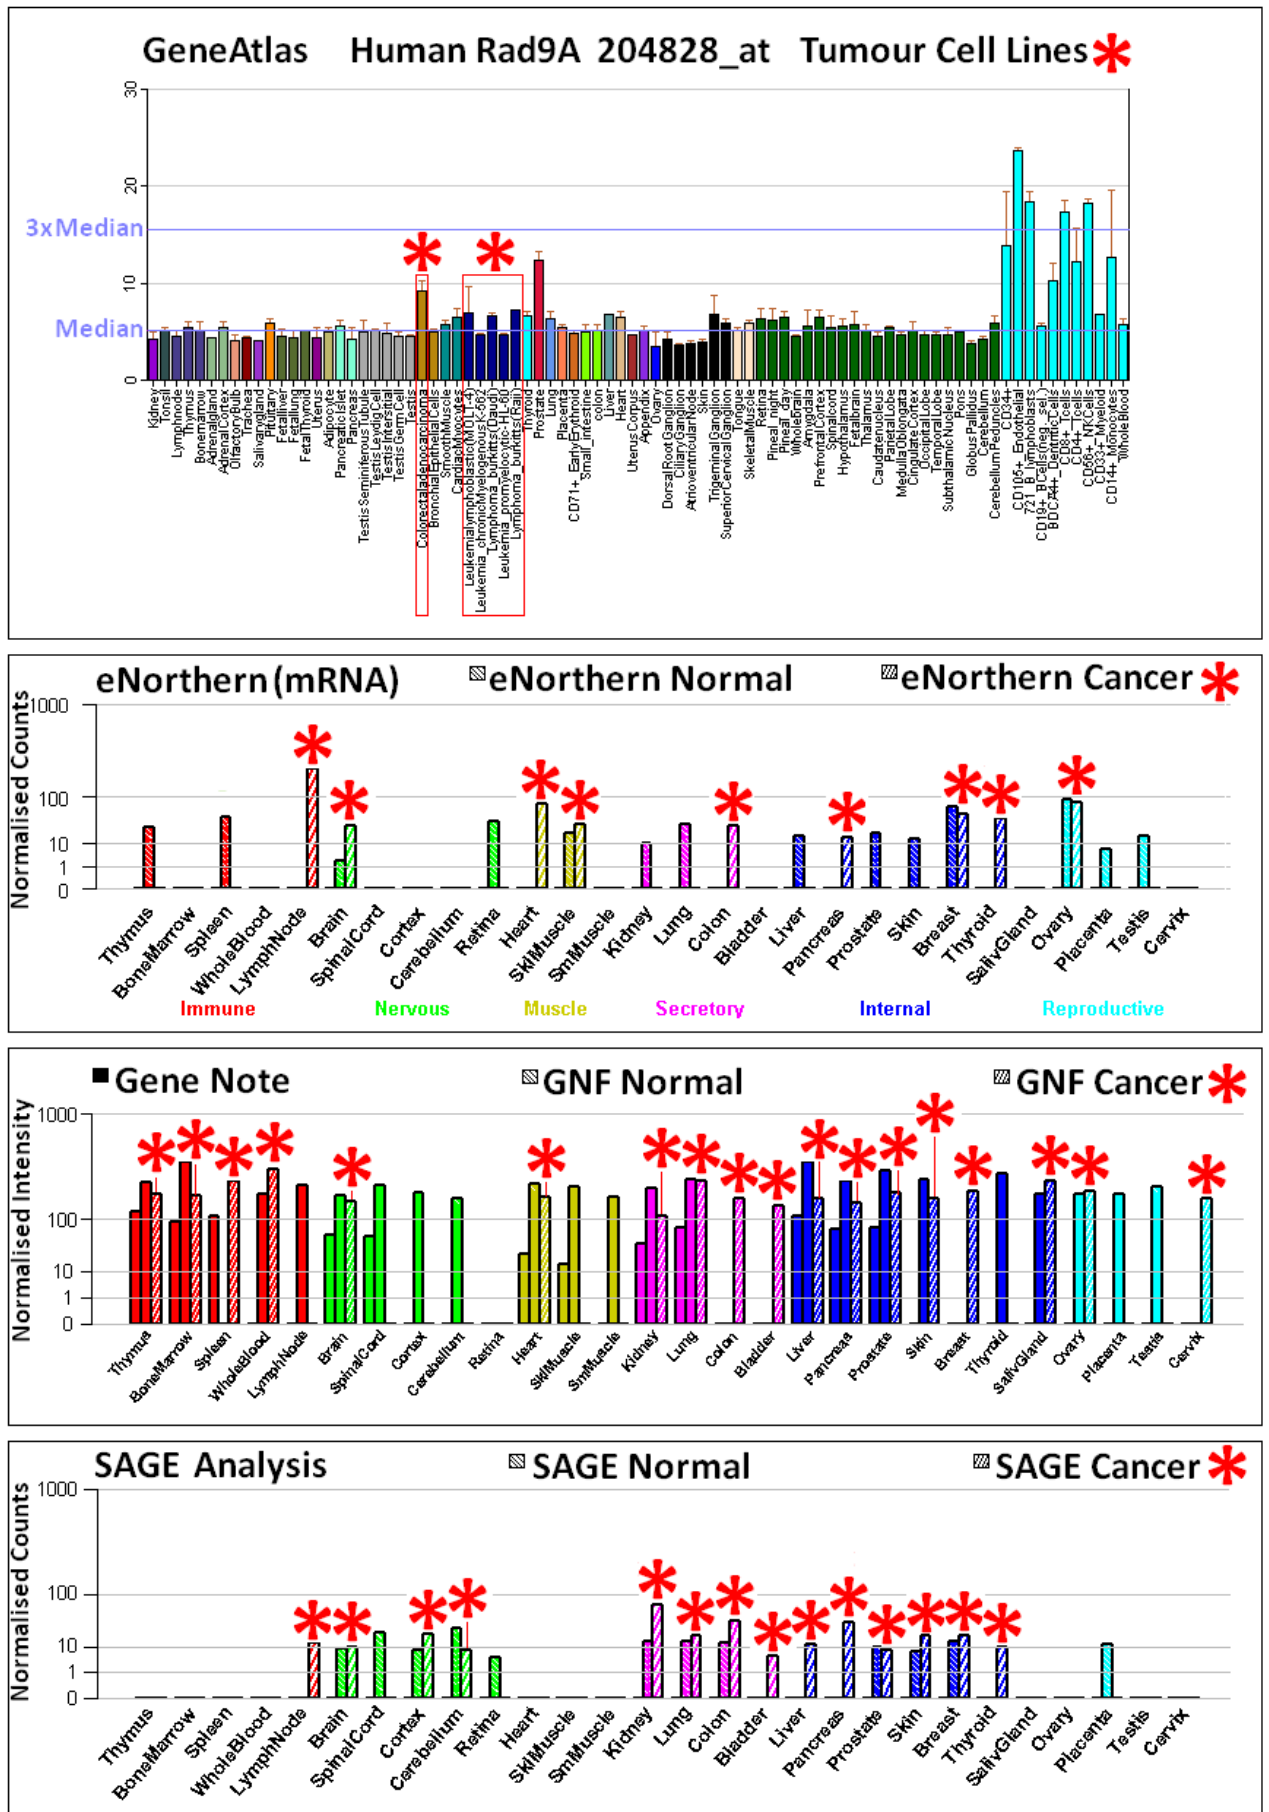 GeneAtlas Human Rad9A 204828_at Tumour Cell Lines
30
20
3xMedian
10
Median
0
Kidney
Tonsil
Lymphnode
Thymus
Bonemarrow
Adrenalgland
AdrenalCortex
OlfactoryBulb
Trachea
Salivarygland
Pituitary
Fetalliver
Fetallung
FetalThyroid
Uterus
Adipocyte
PancreaticIslet
Pancreas
TestisSeminiferousTubule
TestisLeydigCell
TestisInterstial
TestisGermCell
Testis
Colorectaladenocarcinoma
BronchialEpithelialCells
SmoothMuscle
CardiacMyocytes
Leukemialymphoblastic(MOLT-4)
Leukemia_chronicMyelogenousK-562
Lymphoma_burkitts(Daudi)
Leukemia_promyelocytic-HL-60
Lymphoma_burkitts(Raji)
Thyroid
Prostate
Lung
Placenta
CD71+_EarlyErythroid
Small_intestine
colon
Liver
Heart
UterusCorpus
Appendix
Ovary
DorsalRootGanglion
CiliaryGanglion
AtrioventricularNode
Skin
TrigeminalGanglion
SuperiorCervicalGanglion
Tongue
SkeletalMuscle
Retina
Pineal_night
Pineal_day
WholeBrain
Amygdala
PrefrontalCortex
Spinalcord
Hypothalamus
Fetalbrain
Thalamus
Caudatenucleus
ParietalLobe
MedullaOblongata
CingulateCortex
OccipitalLobe
TemporalLobe
SubthalamicNucleus
Pons
GlobusPallidus
Cerebellum
CerebellumPeduncles
CD34+
CD105+_Endothelial
721_B_lymphoblasts
CD19+_BCells(neg._sel.)
BDCA4+_DentriticCells
CD8+_Tcells
CD4+_Tcells
CD56+_NKCells
CD33+_Myeloid
CD14+_Monocytes
WholeBlood
eNorthern (mRNA) eNorthern Normal eNorthern Cancer
Normalised Counts
1000
100
10
1
0
Thymus
BoneMarrow
Spleen
WholeBlood
LymphNode
Brain
SpinalCord
Cortex
Cerebellum
Retina
Heart
SklMuscle
SmMuscle
Kidney
Lung
Colon
Bladder
Liver
Pancreas
Prostate
Skin
Breast
Thyroid
SalivGland
Ovary
Placenta
Testis
Cervix
Immune Nervous Muscle Secretory Internal Reproductive
Gene Note GNF Normal GNF Cancer
Normalised Intensity
1000
100
10
1
0
Thymus
BoneMarrow
Spleen
WholeBlood
LymphNode
Brain
SpinalCord
Cortex
Cerebellum
Retina
Heart
SklMuscle
SmMuscle
Kidney
Lung
Colon
Bladder
Liver
Pancreas
Prostate
Skin
Breast
Thyroid
SalivGland
Ovary
Placenta
Testis
Cervix
SAGE Analysis SAGE Normal SAGE Cancer
Normalised Counts
1000
100
10
1
0
Thymus
BoneMarrow
Spleen
WholeBlood
LymphNode
Brain
SpinalCord
Cortex
Cerebellum
Retina
Heart
SklMuscle
SmMuscle
Kidney
Lung
Colon
Bladder
Liver
Pancreas
Prostate
Skin
Breast
Thyroid
SalivGland
Ovary
Placenta
Testis
Cervix